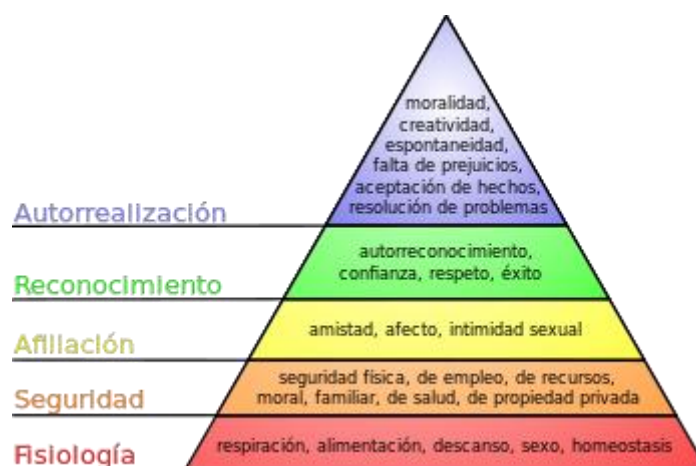 moralidad,
creatividad,
espontaneidad,
falta de prejuicios,
aceptación de hechos,
resolución de problemas
Autorrealización
autorreconocimiento,
confianza, respeto, éxito
Reconocimiento
amistad, afecto, intimidad sexual
Afiliación
seguridad física, de empleo, de recursos,
moral, familiar, de salud, de propiedad privada
Seguridad
respiración, alimentación, descanso, sexo, homeostasis
Fisiología